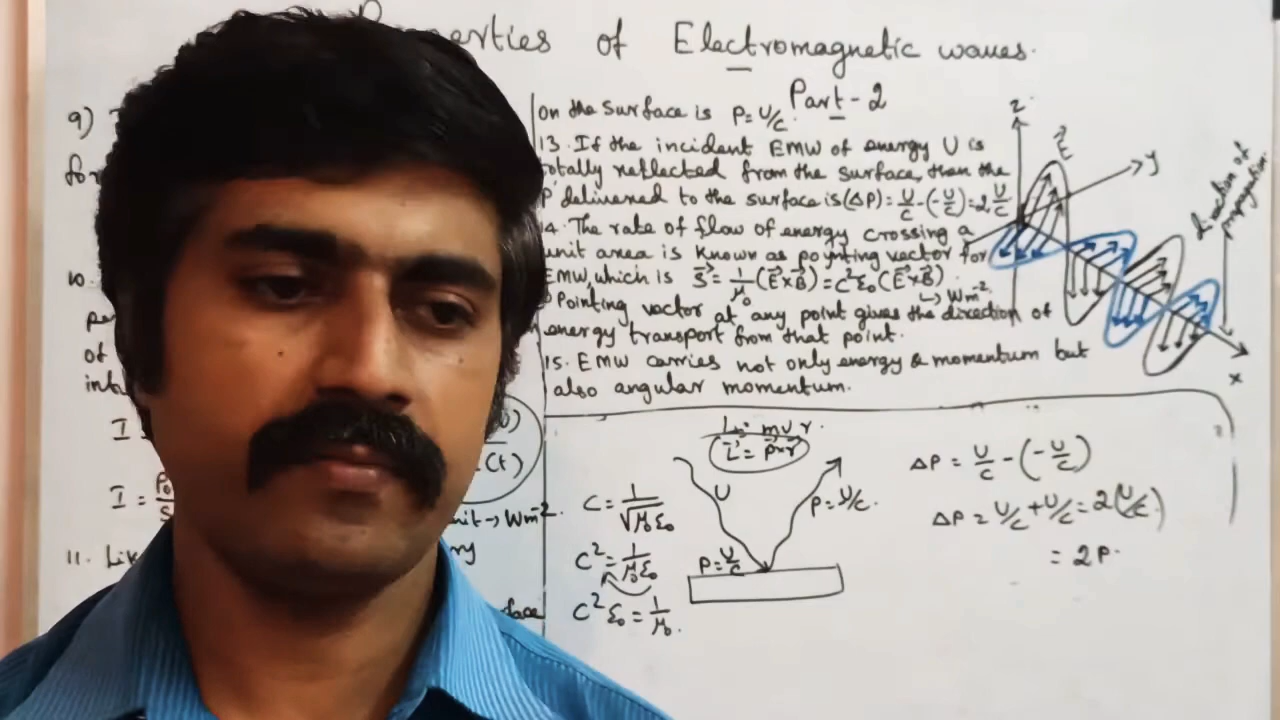 Properties of Electromagnetic waves.
Part-2
9)
10.
of
I
I =
11. Lik
unit → Wm⁻².
(t)
on the surface is P=U/c.
13. If the incident EMW of energy U is
totally reflected from the surface, then the
P delivered to the surface is (ΔP) = U/c - (-U/c) = 2 U/c
14. The rate of flow of energy crossing a
unit area is known as poynting vector for
EMW, which is S⃗ = 1/μ₀ (E⃗×B⃗) = c²ε₀(E⃗×B⃗).
↳ Wm⁻².
Pointing vector at any point gives the direction of
energy transport from that point.
15. EMW carries not only energy & momentum but
also angular momentum.
z
E⃗
y
direction of
propagation
x
L = mvr.
L⃗ = P⃗×r⃗
C = 1/√μ₀ε₀
C² = 1/μ₀ε₀
C²ε₀ = 1/μ₀.
U
P = U/c
P = U/c.
ΔP = U/c - (-U/c)
ΔP = U/c + U/c = 2(U/c)
= 2P.